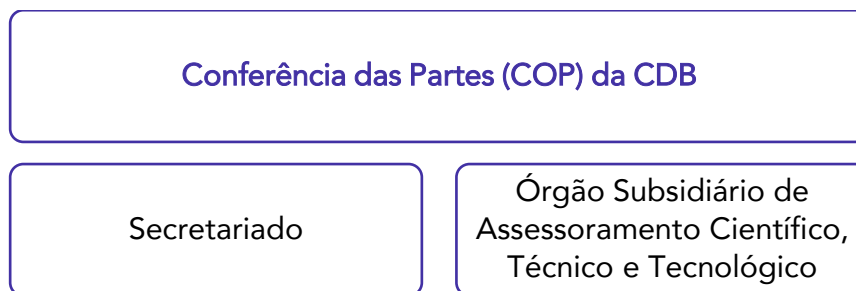 Conferência das Partes (COP) da CDB
Secretariado
Órgão Subsidiário de
Assessoramento Científico,
Técnico e Tecnológico